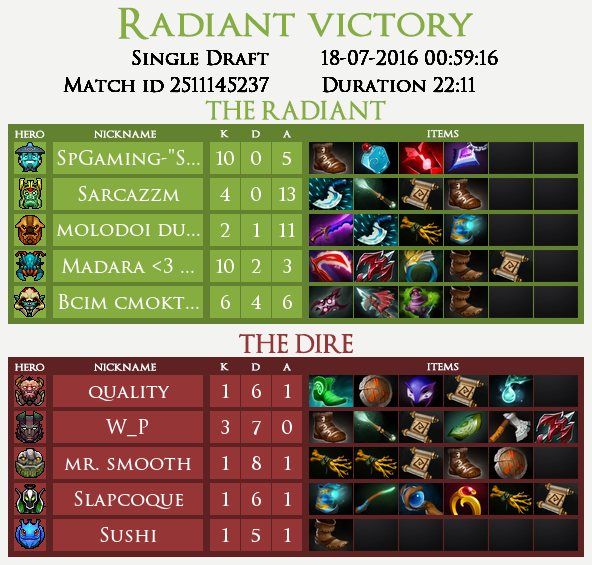 Radiant victory
Single Draft 18-07-2016 00:59:16
Match id 2511145237 Duration 22:11
THE RADIANT
HERO NICKNAME K D A ITEMS
SpGaming-"S... 10 0 5
Sarcazzm 4 0 13
molodoi du... 2 1 11
Madara <3 ... 10 2 3
Bcim cmokt... 6 4 6
THE DIRE
HERO NICKNAME K D A ITEMS
quality 1 6 1
W_P 3 7 0
mr. smooth 1 8 1
Slapcoque 1 6 1
Sushi 1 5 1